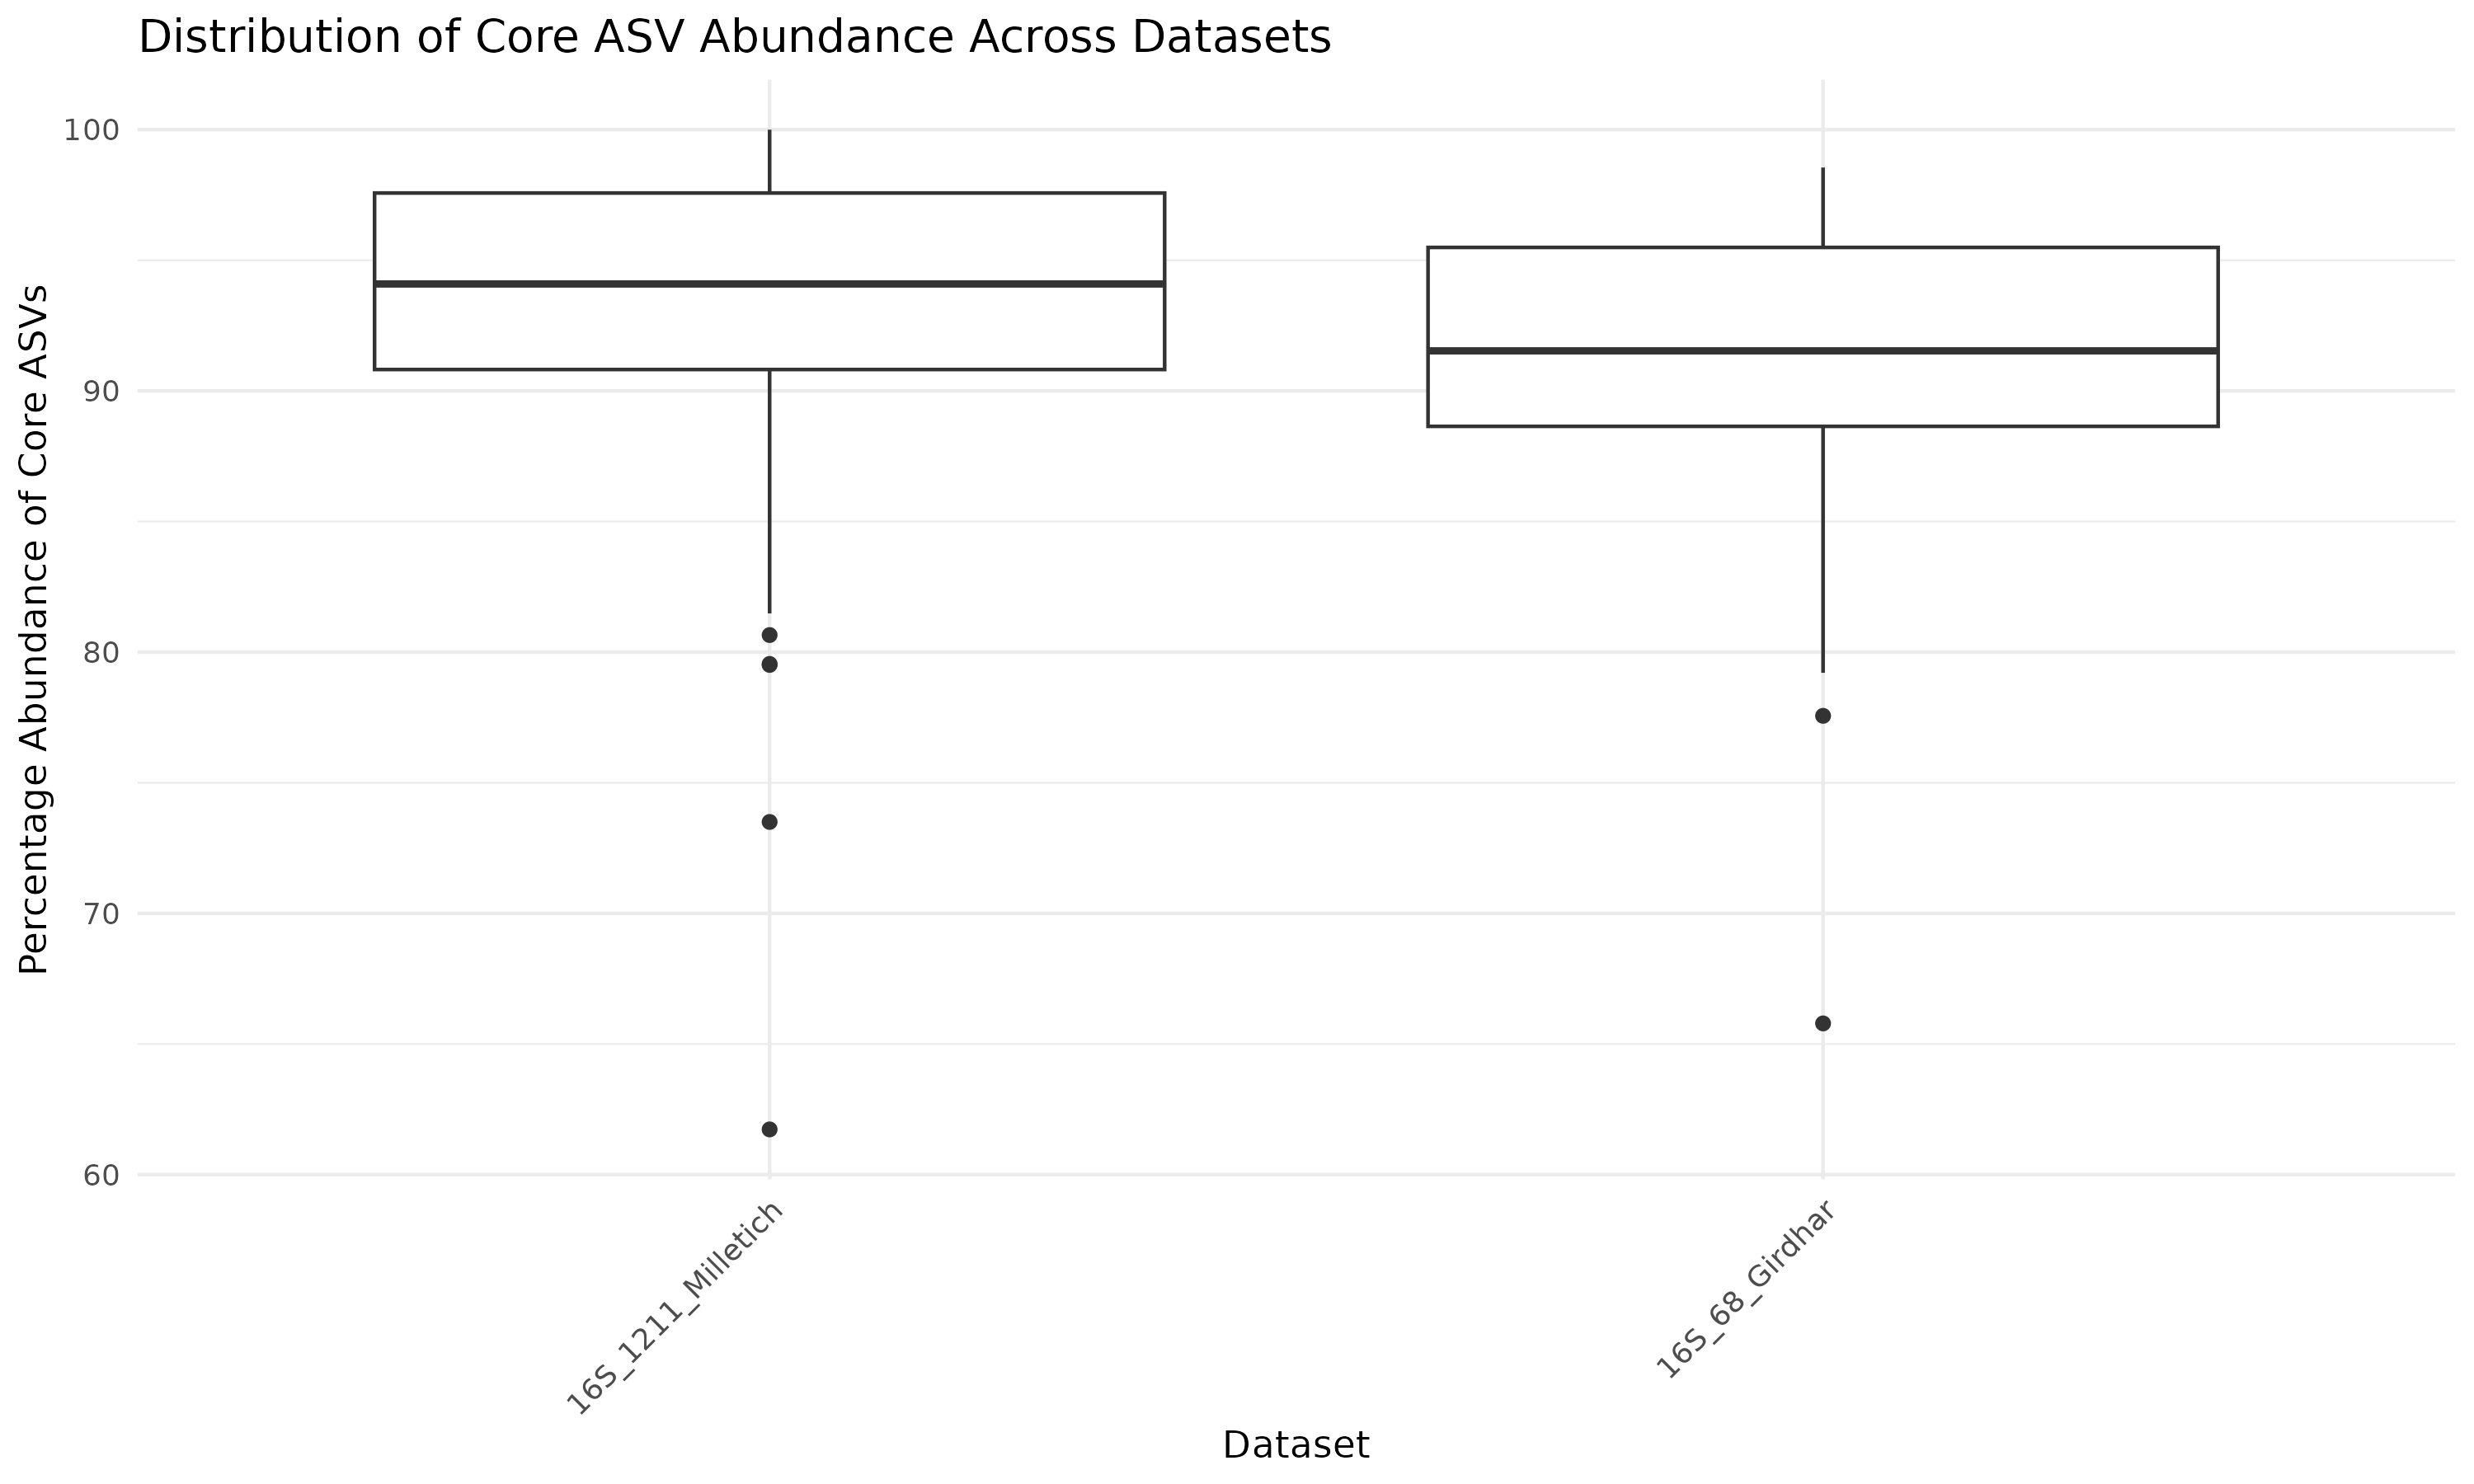 Distribution of Core ASV Abundance Across Datasets
Percentage Abundance of Core ASVs
100
90
80
70
60
16S_1211_Milletich
16S_68_Girdhar
Dataset